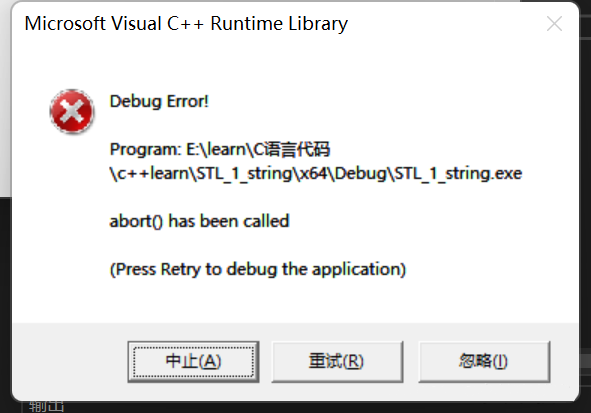 Microsoft Visual C++ Runtime Library
Debug Error!
Program: E:\learn\C语言代码
\c++learn\STL_1_string\x64\Debug\STL_1_string.exe
abort() has been called
(Press Retry to debug the application)
中止(A)
重试(R)
忽略(I)
输出